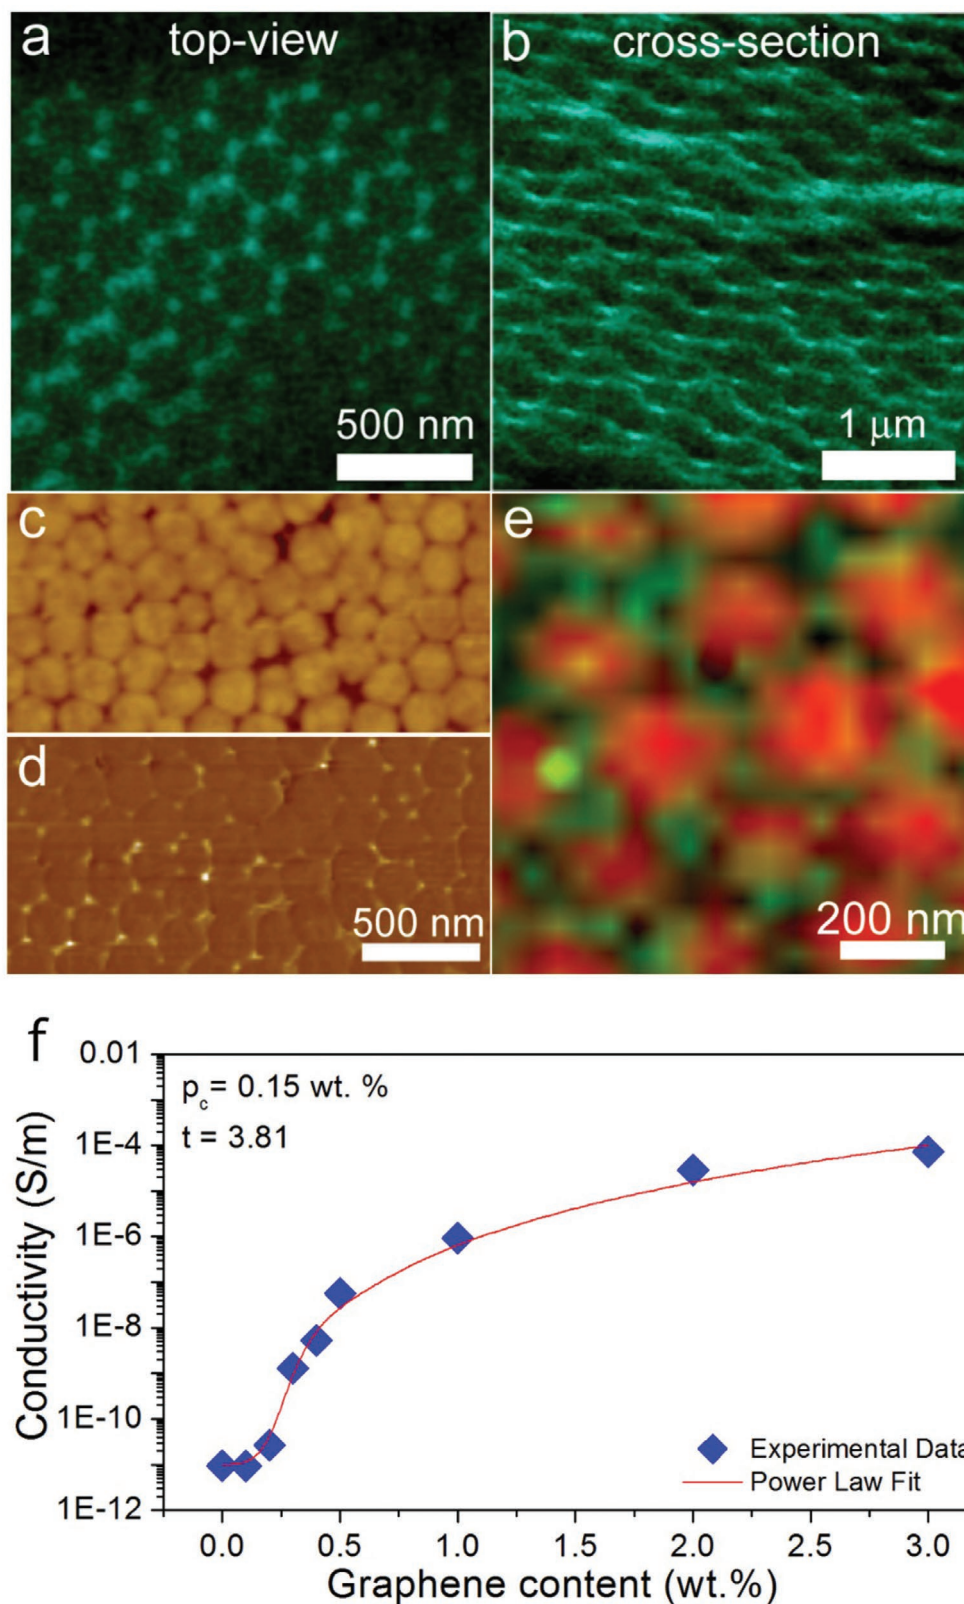 a top-view
b cross-section
500 nm
1 μm
c
d
500 nm
e
200 nm
f
0.01
1E-4
1E-6
1E-8
1E-10
1E-12
Conductivity (S/m)
p_c = 0.15 wt. %
t = 3.81
Experimental Data
Power Law Fit
0.0 0.5 1.0 1.5 2.0 2.5 3.0
Graphene content (wt.%)